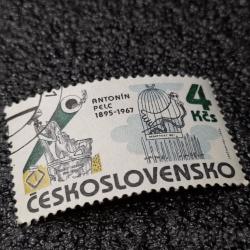 ANTONÍN
PELC
1895-1967
4
Kčs
ČESKOSLOVENSKO